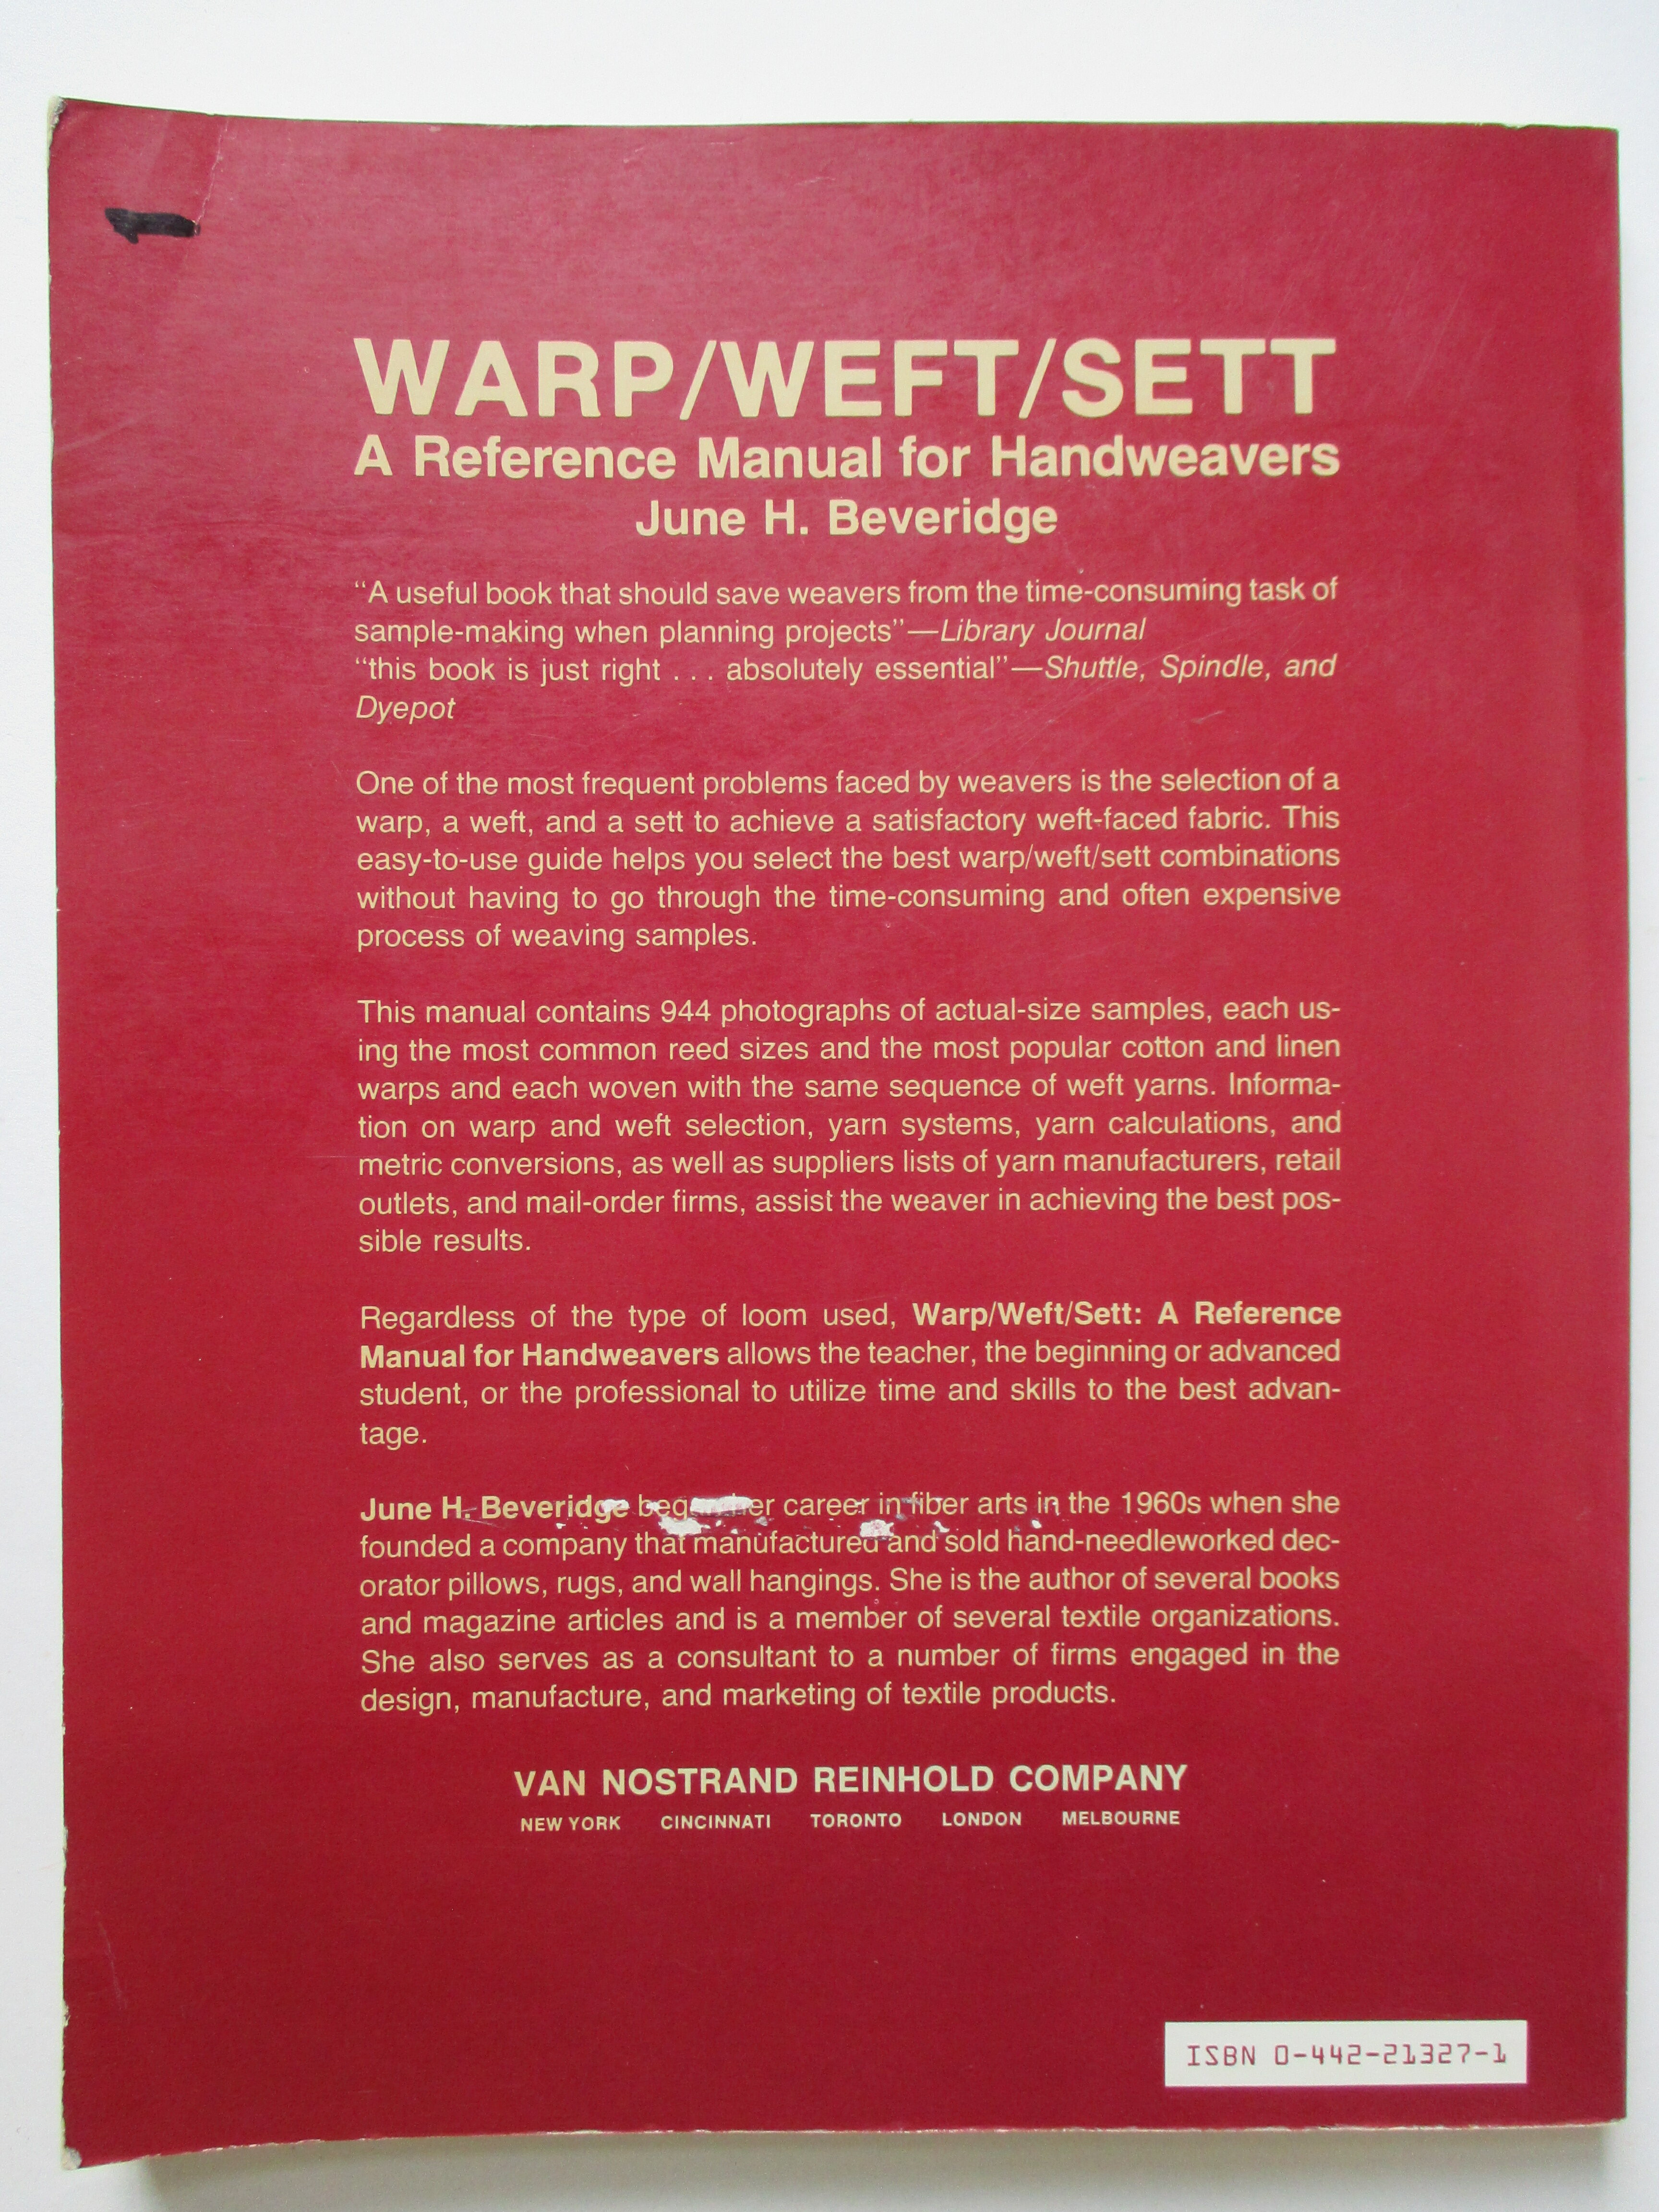 WARP/WEFT/SETT
A Reference Manual for Handweavers
June H. Beveridge
“A useful book that should save weavers from the time-consuming task of
sample-making when planning projects”—Library Journal
“this book is just right . . . absolutely essential”—Shuttle, Spindle, and
Dyepot
One of the most frequent problems faced by weavers is the selection of a
warp, a weft, and a sett to achieve a satisfactory weft-faced fabric. This
easy-to-use guide helps you select the best warp/weft/sett combinations
without having to go through the time-consuming and often expensive
process of weaving samples.
This manual contains 944 photographs of actual-size samples, each us-
ing the most common reed sizes and the most popular cotton and linen
warps and each woven with the same sequence of weft yarns. Informa-
tion on warp and weft selection, yarn systems, yarn calculations, and
metric conversions, as well as suppliers lists of yarn manufacturers, retail
outlets, and mail-order firms, assist the weaver in achieving the best pos-
sible results.
Regardless of the type of loom used, Warp/Weft/Sett: A Reference
Manual for Handweavers allows the teacher, the beginning or advanced
student, or the professional to utilize time and skills to the best advan-
tage.
June H. Beveridge career in fiber arts in the 1960s when she
founded a company that manufactured and sold hand-needleworked dec-
orator pillows, rugs, and wall hangings. She is the author of several books
and magazine articles and is a member of several textile organizations.
She also serves as a consultant to a number of firms engaged in the
design, manufacture, and marketing of textile products.
VAN NOSTRAND REINHOLD COMPANY
NEW YORK CINCINNATI TORONTO LONDON MELBOURNE
ISBN 0-442-21327-1